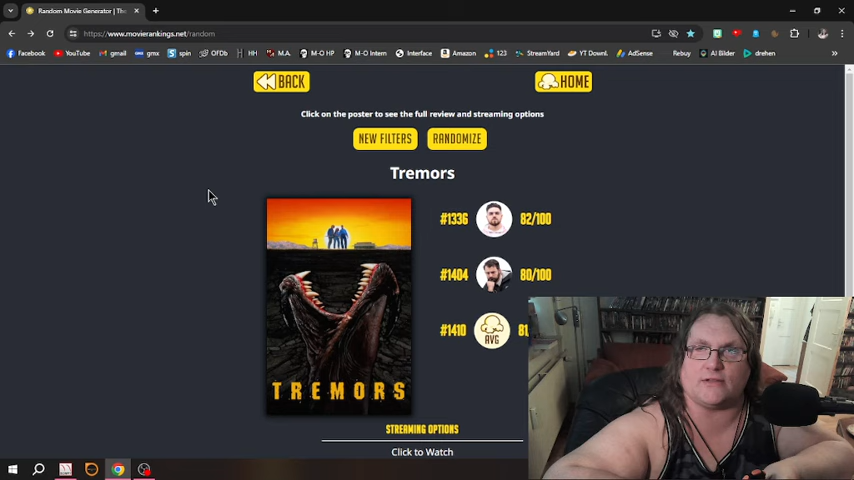 Random Movie Generator | The
https://www.movierankings.net/random
Facebook YouTube gmail gmx spin OFDb HH M.A. M-O HP M-O Intern Interface Amazon 123 StreamYard YT Downl. AdSense Rebuy AI Bilder drehen
BACK
HOME
Click on the poster to see the full review and streaming options
NEW FILTERS RANDOMIZE
Tremors
#1336 82/100
#1404 80/100
#1410 AVG 81
TREMORS
STREAMING OPTIONS
Click to Watch